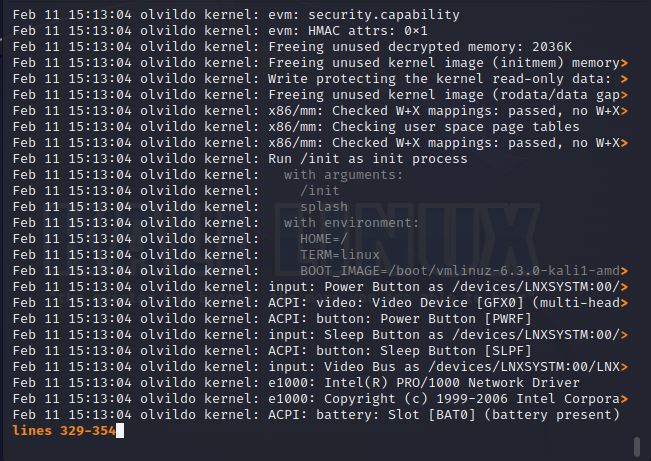 Feb 11 15:13:04 olvildo kernel: evm: security.capability
Feb 11 15:13:04 olvildo kernel: evm: HMAC attrs: 0×1
Feb 11 15:13:04 olvildo kernel: Freeing unused decrypted memory: 2036K
Feb 11 15:13:04 olvildo kernel: Freeing unused kernel image (initmem) memory>
Feb 11 15:13:04 olvildo kernel: Write protecting the kernel read-only data: >
Feb 11 15:13:04 olvildo kernel: Freeing unused kernel image (rodata/data gap>
Feb 11 15:13:04 olvildo kernel: x86/mm: Checked W+X mappings: passed, no W+X>
Feb 11 15:13:04 olvildo kernel: x86/mm: Checking user space page tables
Feb 11 15:13:04 olvildo kernel: x86/mm: Checked W+X mappings: passed, no W+X>
Feb 11 15:13:04 olvildo kernel: Run /init as init process
Feb 11 15:13:04 olvildo kernel:   with arguments:
Feb 11 15:13:04 olvildo kernel:     /init
Feb 11 15:13:04 olvildo kernel:     splash
Feb 11 15:13:04 olvildo kernel:   with environment:
Feb 11 15:13:04 olvildo kernel:     HOME=/
Feb 11 15:13:04 olvildo kernel:     TERM=linux
Feb 11 15:13:04 olvildo kernel:     BOOT_IMAGE=/boot/vmlinuz-6.3.0-kali1-amd>
Feb 11 15:13:04 olvildo kernel: input: Power Button as /devices/LNXSYSTM:00/>
Feb 11 15:13:04 olvildo kernel: ACPI: video: Video Device [GFX0] (multi-head>
Feb 11 15:13:04 olvildo kernel: ACPI: button: Power Button [PWRF]
Feb 11 15:13:04 olvildo kernel: input: Sleep Button as /devices/LNXSYSTM:00/>
Feb 11 15:13:04 olvildo kernel: ACPI: button: Sleep Button [SLPF]
Feb 11 15:13:04 olvildo kernel: input: Video Bus as /devices/LNXSYSTM:00/LNX>
Feb 11 15:13:04 olvildo kernel: e1000: Intel(R) PRO/1000 Network Driver
Feb 11 15:13:04 olvildo kernel: e1000: Copyright (c) 1999-2006 Intel Corpora>
Feb 11 15:13:04 olvildo kernel: ACPI: battery: Slot [BAT0] (battery present)
lines 329-354